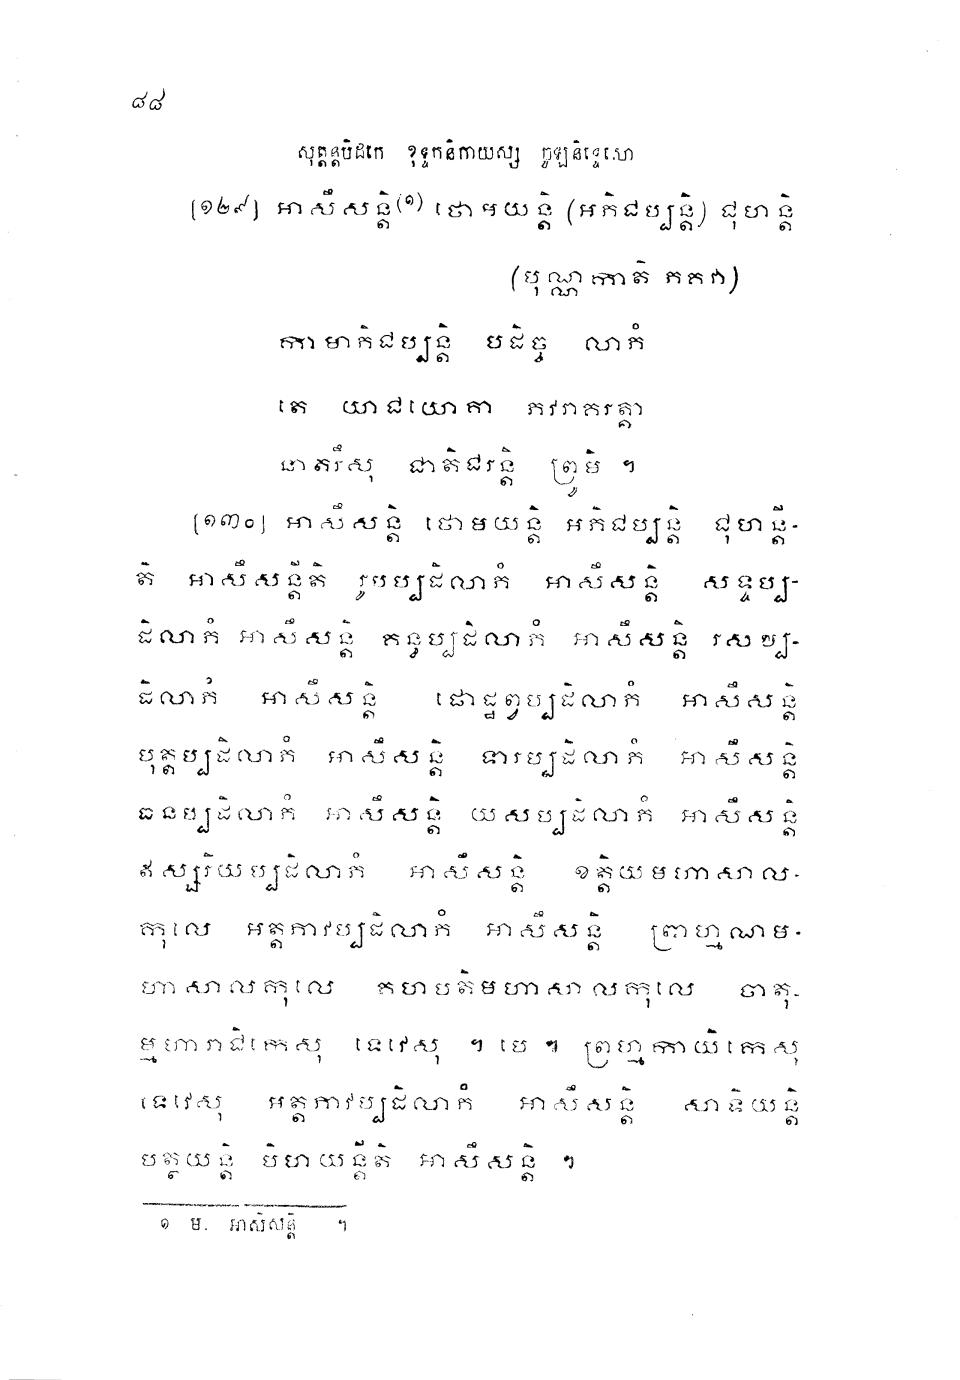 ៨៨
សុត្តន្តបិដកេ ខុទ្ទកនិកាយស្ស ចូឡនិទ្ទេសោ
[១២៩] អាសឹសន្តិ(១) ថោមយន្តិ (អភិជប្បន្តិ) ជុហន្តិ
(បុណ្ណកាតិ ភគវា)
កាមាភិជប្បន្តិ បដិច្ច លាភំ
តេ យាជយោគា ភវរាគរត្តា
នាតរឹសុ ជាតិជរន្តិ ព្រូមិ ។
[១៣០] អាសឹសន្តិ ថោមយន្តិ អភិជប្បន្តិ ជុហន្តី-
តិ អាសឹសន្តីតិ រូបប្បដិលាភំ អាសឹសន្តិ សទ្ទប្ប-
ដិលាភំ អាសឹសន្តិ គន្ធប្បដិលាភំ អាសឹសន្តិ រសប្ប-
ដិលាភំ អាសឹសន្តិ ផោដ្ឋព្វប្បដិលាភំ អាសឹសន្តិ
បុត្តប្បដិលាភំ អាសឹសន្តិ ទារប្បដិលាភំ អាសឹសន្តិ
ធនប្បដិលាភំ អាសឹសន្តិ យសប្បដិលាភំ អាសឹសន្តិ
ឥស្សរិយប្បដិលាភំ អាសឹសន្តិ ខត្តិយមហាសាល-
កុលេ អត្តភាវប្បដិលាភំ អាសឹសន្តិ ព្រាហ្មណម-
ហាសាលកុលេ គហបតិមហាសាលកុលេ ចាតុ-
ម្មហារាជិកេសុ ទេវេសុ ។ បេ ។ ព្រហ្មកាយិកេសុ
ទេវេសុ អត្តភាវប្បដិលាភំ អាសឹសន្តិ សាទិយន្តិ
បត្ថយន្តិ បិហយន្តីតិ អាសឹសន្តិ ។
១ ម. អាសិសន្តិ ។